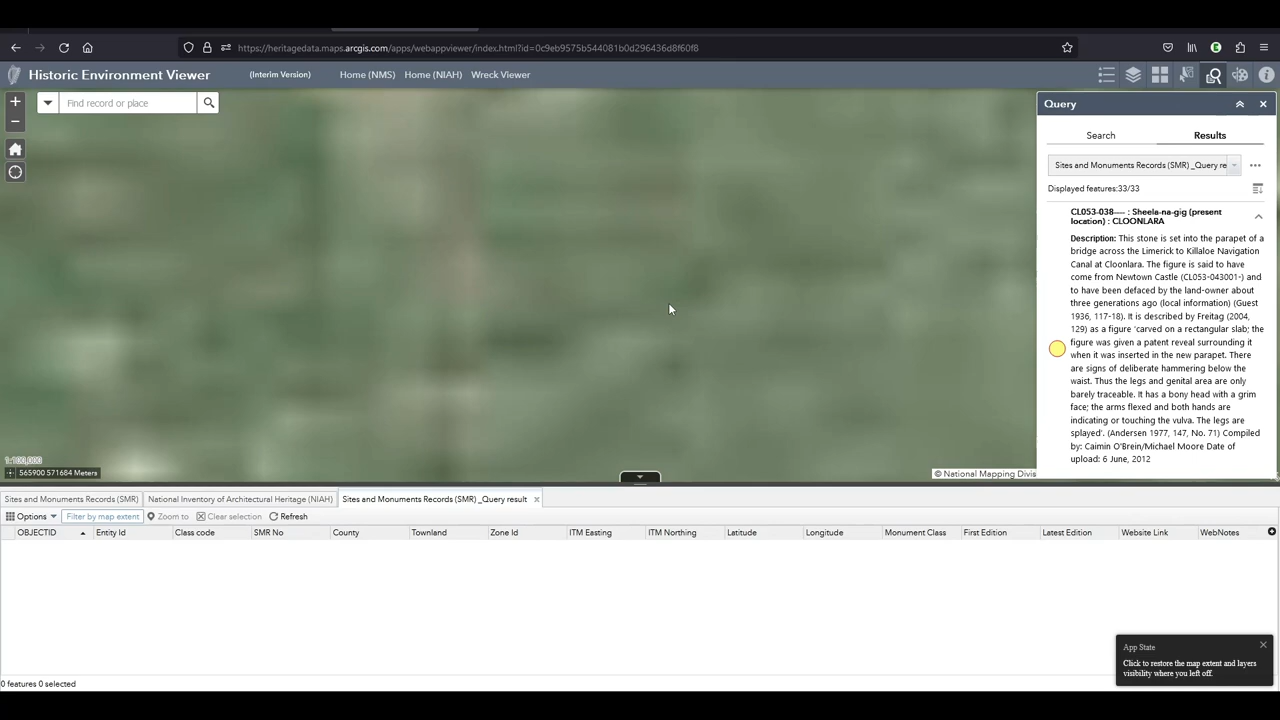 https://heritagedata.maps.arcgis.com/apps/webappviewer/index.html?id=0c9eb9575b544081b0d296436d8f60f8
Historic Environment Viewer
(Interim Version)
Home (NMS)
Home (NIAH)
Wreck Viewer
+
Find record or place
−
Query
Search
Results
Sites and Monuments Records (SMR) _Query re
Displayed features:33/33
CL053-038---- : Sheela-na-gig (present
location) : CLOONLARA
Description: This stone is set into the parapet of a
bridge across the Limerick to Killaloe Navigation
Canal at Cloonlara. The figure is said to have
come from Newtown Castle (CL053-043001-) and
to have been defaced by the land-owner about
three generations ago (local information) (Guest
1936, 117-18). It is described by Freitag (2004,
129) as a figure 'carved on a rectangular slab; the
figure was given a patent reveal surrounding it
when it was inserted in the new parapet. There
are signs of deliberate hammering below the
waist. Thus the legs and genital area are only
barely traceable. It has a bony head with a grim
face; the arms flexed and both hands are
indicating or touching the vulva. The legs are
splayed'. (Andersen 1977, 147, No. 71) Compiled
by: Caimin O'Brein/Michael Moore Date of
upload: 6 June, 2012
1:100,000
565900 571684 Meters
© National Mapping Divis
Sites and Monuments Records (SMR)
National Inventory of Architectural Heritage (NIAH)
Sites and Monuments Records (SMR) _Query result
Options
Filter by map extent
Zoom to
Clear selection
Refresh
OBJECTID
Entity Id
Class code
SMR No
County
Townland
Zone Id
ITM Easting
ITM Northing
Latitude
Longitude
Monument Class
First Edition
Latest Edition
Website Link
WebNotes
App State
Click to restore the map extent and layers
visibility where you left off.
0 features 0 selected